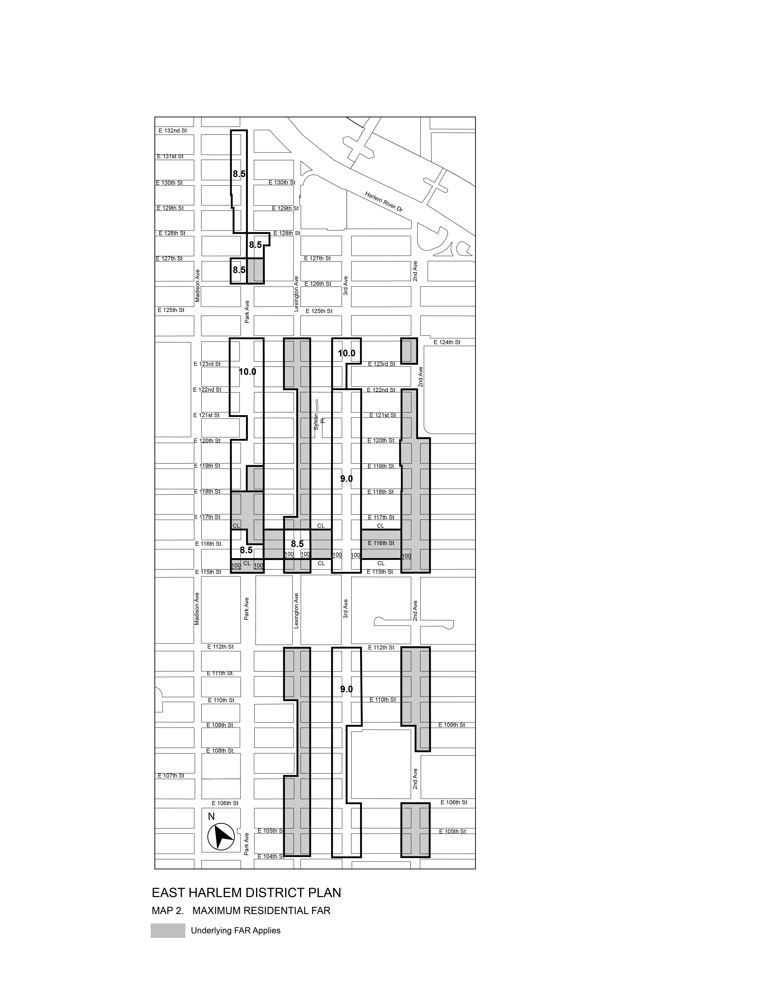 E 132nd St
E 131st St
8.5
E 130th St
E 130th St
Harlem River Dr
E 129th St
E 129th St
E 128th St
E 128th St
8.5
E 127th St
E 127th St
2nd Ave
8.5
Madison Ave
Lexington Ave
3rd Ave
E 126th St
Park Ave
E 125th St
E 125th St
E 124th St
10.0
E 123rd St
E 123rd St
10.0
2nd Ave
E 122nd St
E 122nd St
E 121st St
E 121st St
Sylvan
Pl
E 120th St
E 120th St.
E 119th St
E 119th St
9.0
E 118th St
E 118th St
E 117th St
E 117th St
CL
CL
CL
E 116th St
8.5
E 116th St
8.5
100
100
100
100
100
CL
CL
CL
100
100
E 115th St
E 115th St
Madison Ave
Park Ave
Lexington Ave
3rd Ave
2nd Ave
E 112th St
E 112th St
E 111th St.
9.0
E 110th St
E 110th St
E 109th St
E 109th St
E 108th St.
E 107th St
2nd Ave
E 106th St
E 106th St
N
E 105th St
E 105th St
Park Ave
E 104th St
EAST HARLEM DISTRICT PLAN
MAP 2. MAXIMUM RESIDENTIAL FAR
Underlying FAR Applies